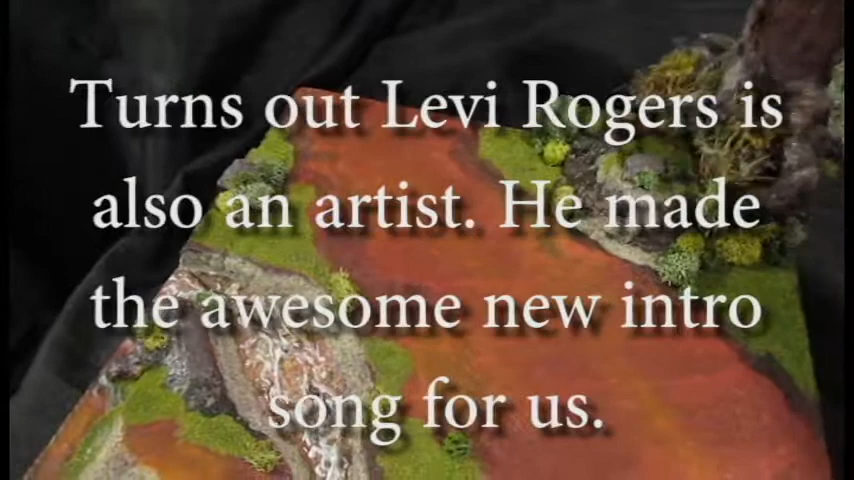 Turns out Levi Rogers is
also an artist. He made
the awesome new intro
song for us.